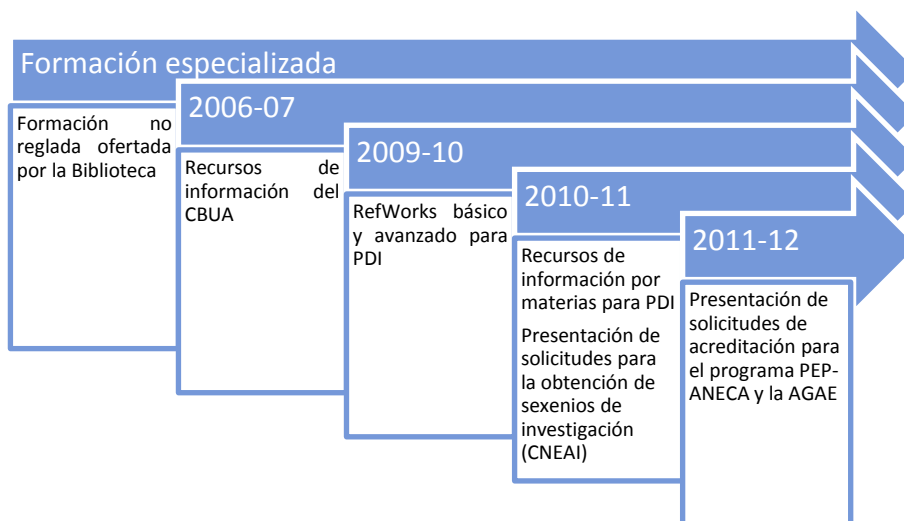 Formación especializada
Formación no
reglada ofertada
por la Biblioteca
2006-07
Recursos de
información del
CBUA
2009-10
RefWorks básico
y avanzado para
PDI
2010-11
Recursos de
información por
materias para PDI
Presentación de
solicitudes para
la obtención de
sexenios de
investigación
(CNEAI)
2011-12
Presentación de
solicitudes de
acreditación para
el programa PEP-
ANECA y la AGAE